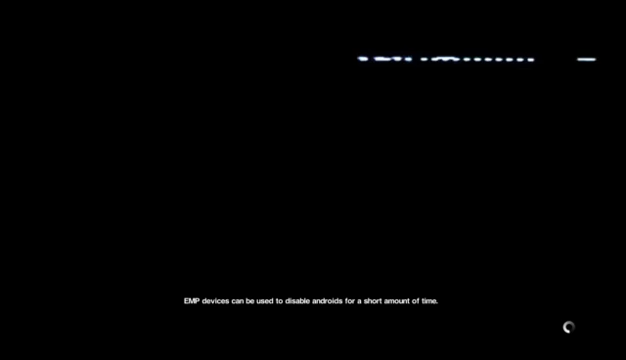 EMP devices can be used to disable androids for a short amount of time.